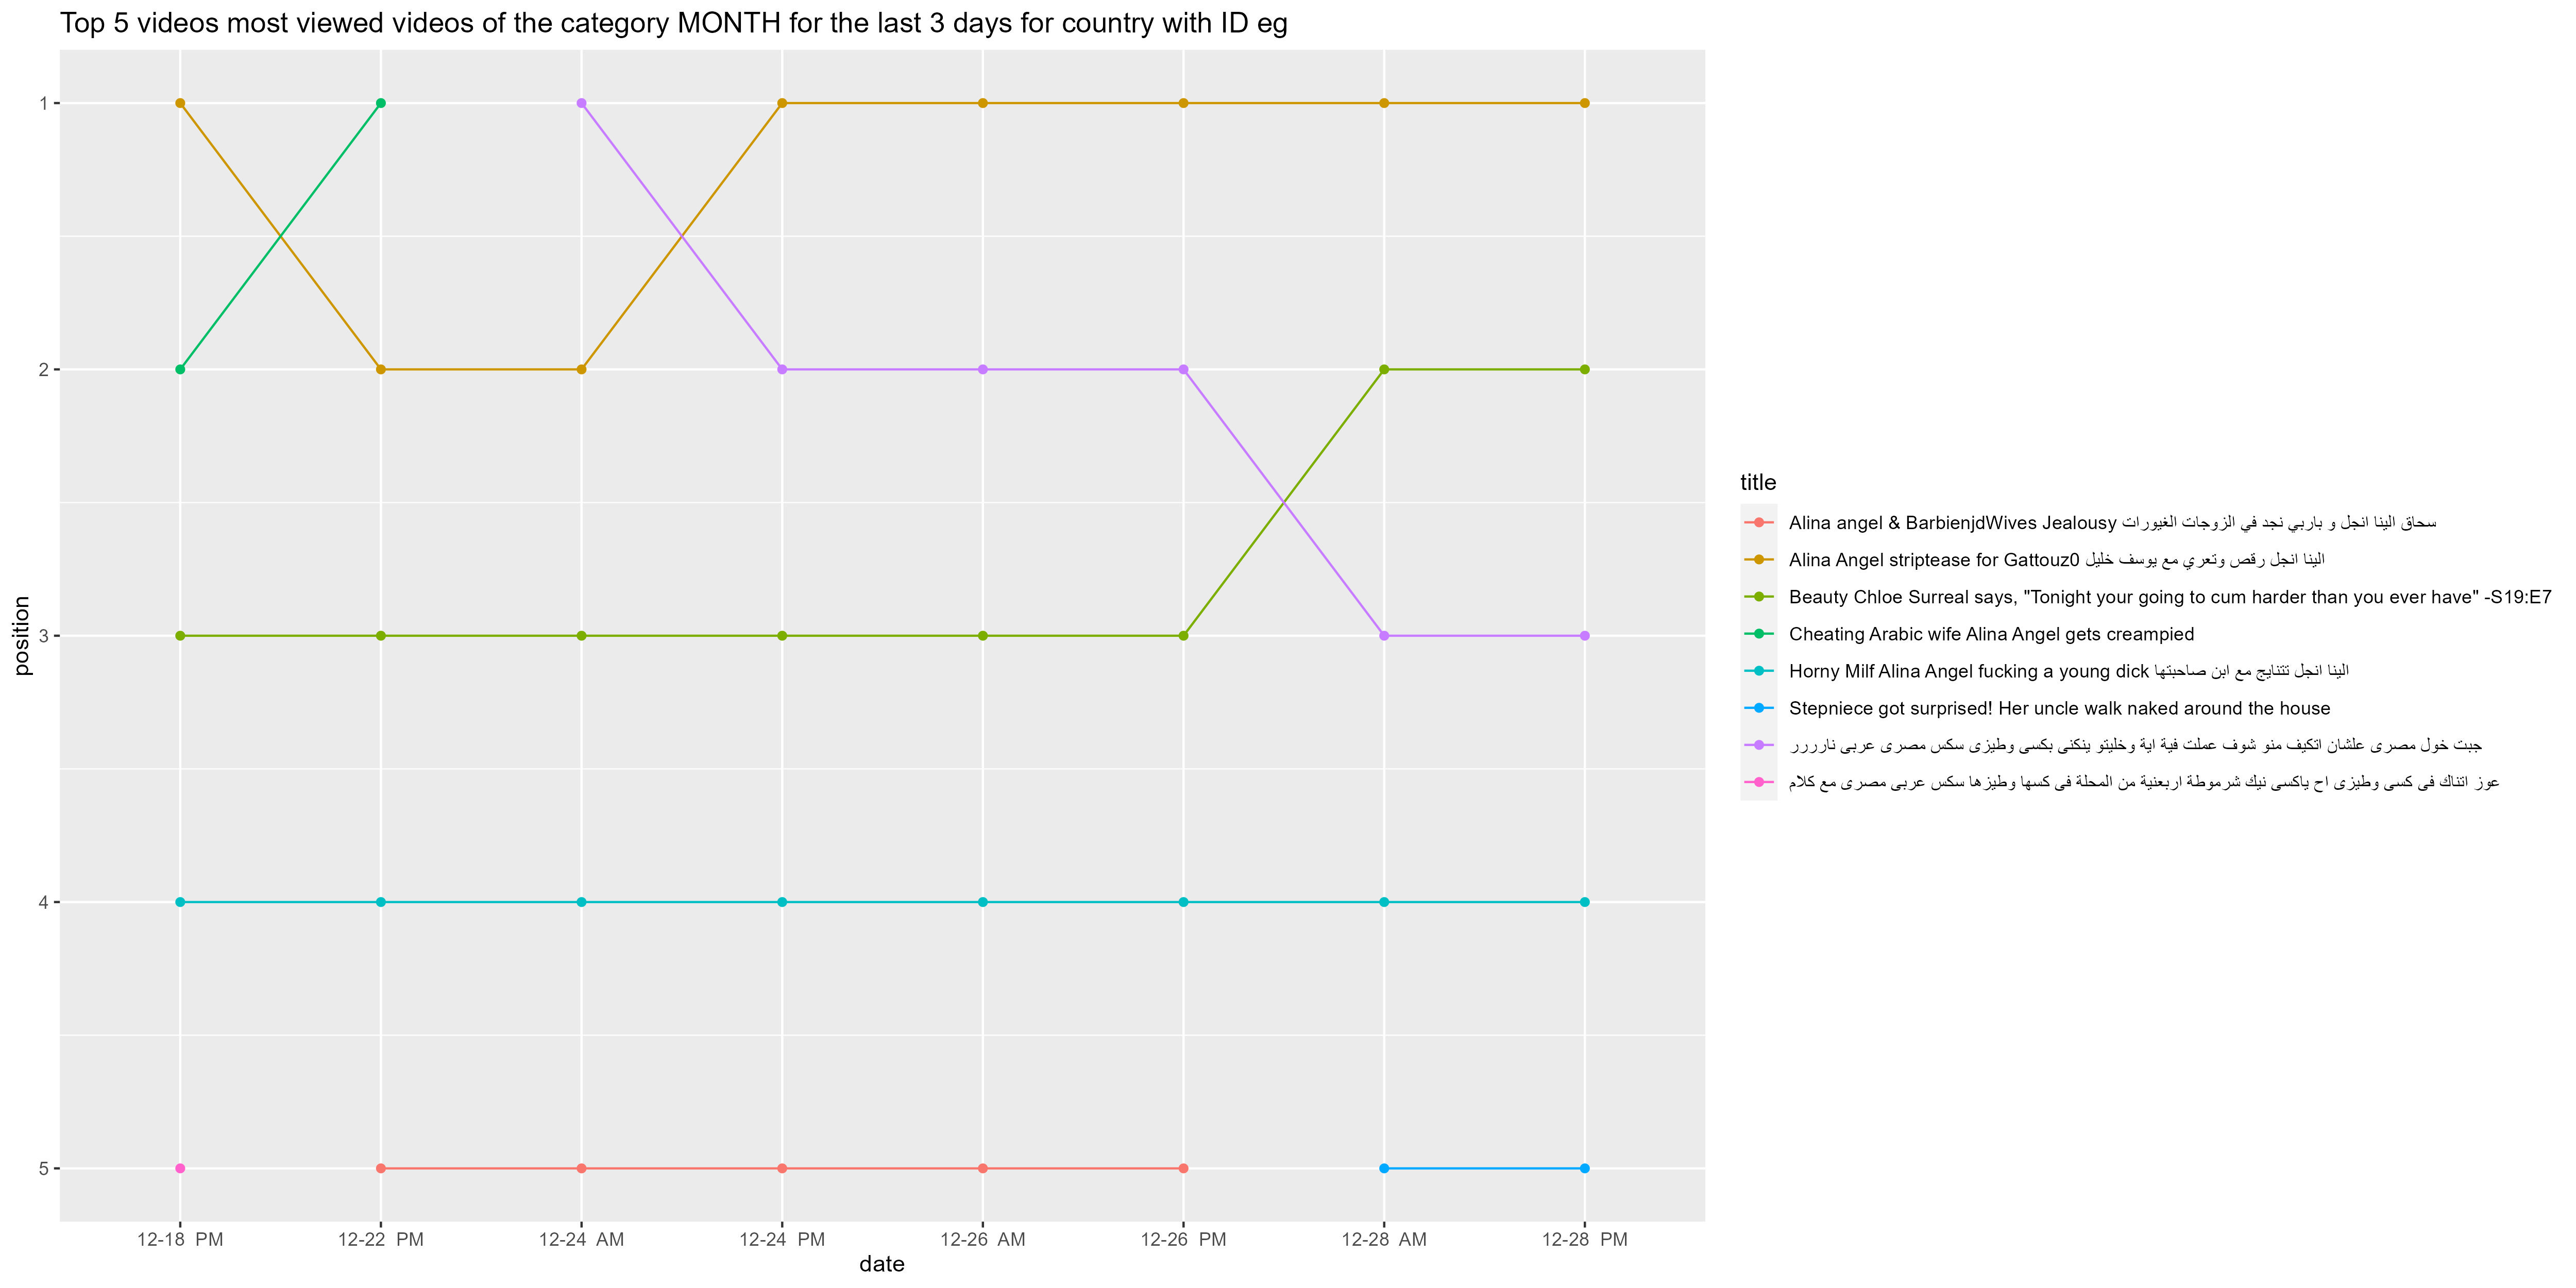 Top 5 videos most viewed videos of the category MONTH for the last 3 days for country with ID eg
position
1
2
3
4
5
12-18 PM
12-22 PM
12-24 AM
12-24 PM
12-26 AM
12-26 PM
12-28 AM
12-28 PM
date
title
Alina angel & BarbienjdWives Jealousy سحاق الينا انجل و باربي نجد في الزوجات الغيورات
Alina Angel striptease for Gattouz0 الينا انجل رقص وتعري مع يوسف خليل
Beauty Chloe Surreal says, "Tonight your going to cum harder than you ever have" -S19:E7
Cheating Arabic wife Alina Angel gets creampied
Horny Milf Alina Angel fucking a young dick الينا انجل تتنايج مع ابن صاحبتها
Stepniece got surprised! Her uncle walk naked around the house
جبت خول مصرى علشان اتكيف منو شوف عملت فية اية وخليتو ينكنى بكسى وطيزى سكس مصرى عربى نارررر
عوز اتناك فى كسى وطيزى اح ياكسى نيك شرموطة اربعنية من المحلة فى كسها وطيزها سكس عربى مصرى مع كلام